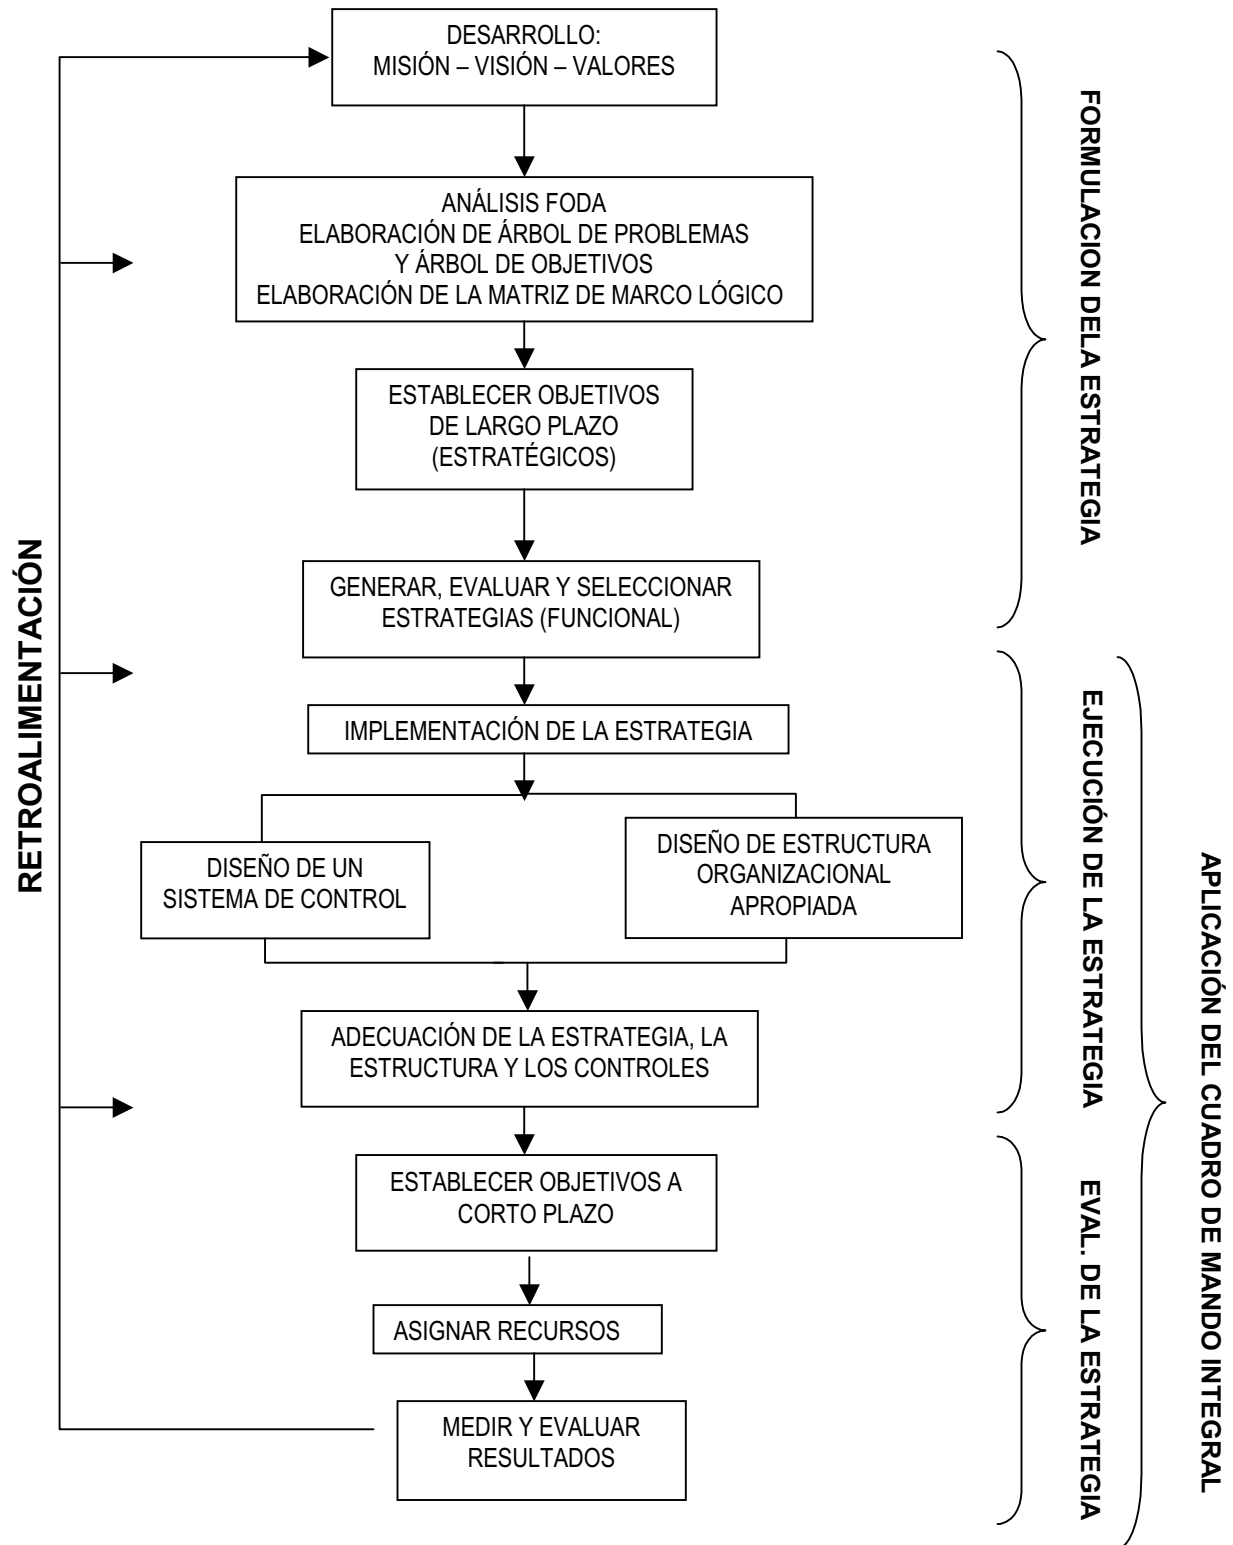 DESARROLLO:
MISIÓN – VISIÓN – VALORES
ANÁLISIS FODA
ELABORACIÓN DE ÁRBOL DE PROBLEMAS
Y ÁRBOL DE OBJETIVOS
ELABORACIÓN DE LA MATRIZ DE MARCO LÓGICO
ESTABLECER OBJETIVOS
DE LARGO PLAZO
(ESTRATÉGICOS)
GENERAR, EVALUAR Y SELECCIONAR
ESTRATEGIAS (FUNCIONAL)
IMPLEMENTACIÓN DE LA ESTRATEGIA
DISEÑO DE UN
SISTEMA DE CONTROL
DISEÑO DE ESTRUCTURA
ORGANIZACIONAL
APROPIADA
ADECUACIÓN DE LA ESTRATEGIA, LA
ESTRUCTURA Y LOS CONTROLES
ESTABLECER OBJETIVOS A
CORTO PLAZO
ASIGNAR RECURSOS
MEDIR Y EVALUAR
RESULTADOS
RETROALIMENTACIÓN
FORMULACION DELA ESTRATEGIA
EJECUCIÓN DE LA ESTRATEGIA
EVAL. DE LA ESTRATEGIA
APLICACIÓN DEL CUADRO DE MANDO INTEGRAL